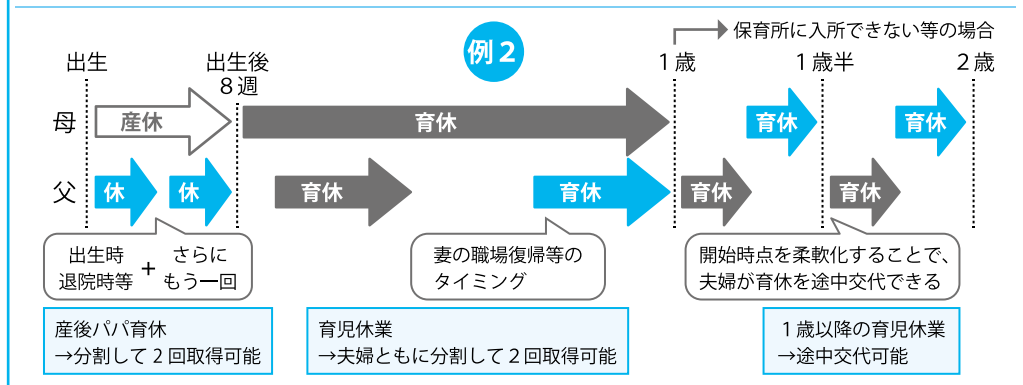 保育所に入所できない等の場合
例2
出生
出生後
8週
1歳
1歳半
2歳
母
産休
育休
育休
育休
父
休
休
育休
育休
育休
育休
出生時
退院時等
+
さらに
もう一回
妻の職場復帰等の
タイミング
開始時点を柔軟化することで、
夫婦が育休を途中交代できる
産後パパ育休
→分割して2回取得可能
育児休業
→夫婦ともに分割して2回取得可能
1歳以降の育児休業
→途中交代可能